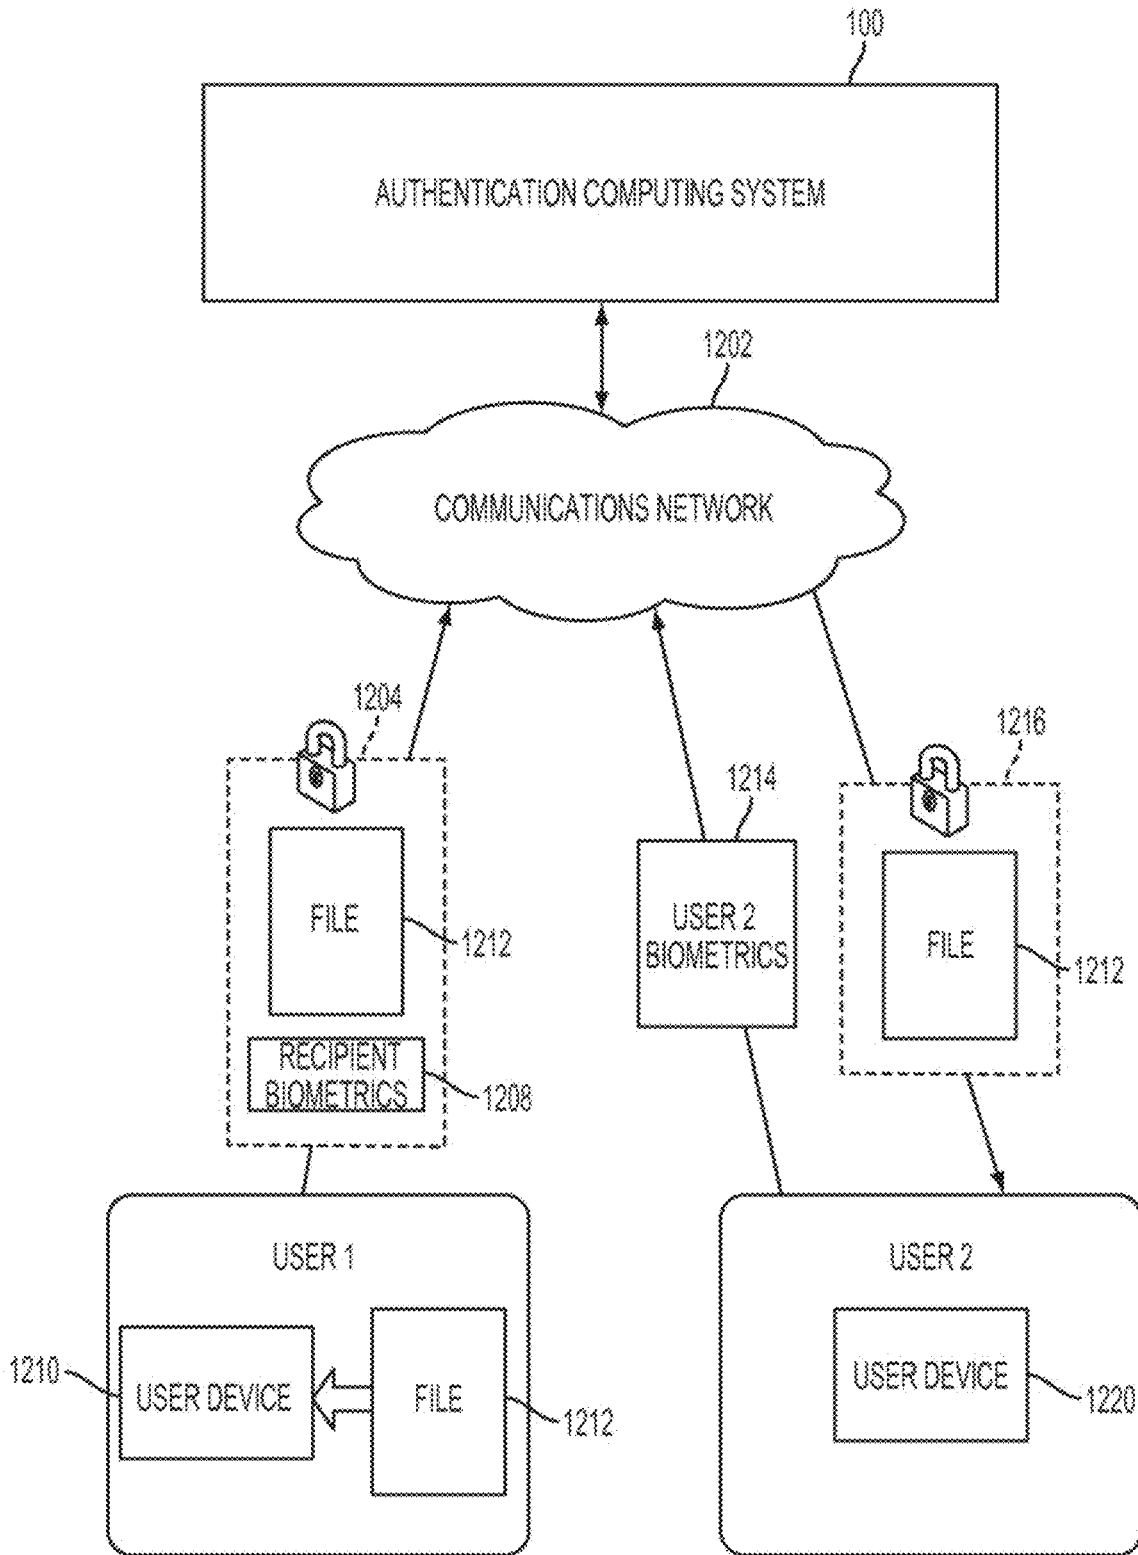 100
AUTHENTICATION COMPUTING SYSTEM
1202
COMMUNICATIONS NETWORK
1204
1216
1214
FILE
1212
USER 2
BIOMETRICS
FILE
1212
RECIPIENT
BIOMETRICS
1208
USER 1
USER 2
1210
USER DEVICE
FILE
1212
USER DEVICE
1220